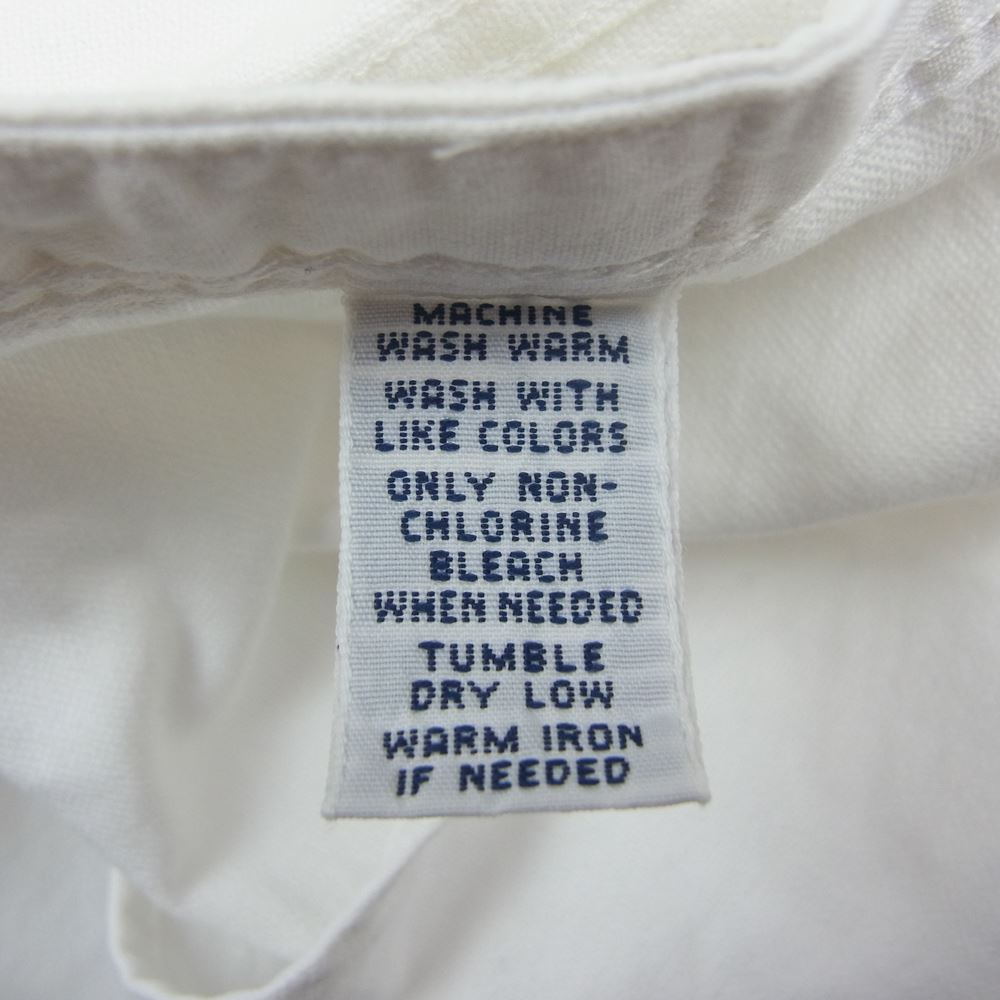 MACHINE
WASH WARM
WASH WITH
LIKE COLORS
ONLY NON-
CHLORINE
BLEACH
WHEN NEEDED
TUMBLE
DRY LOW
WARM IRON
IF NEEDED